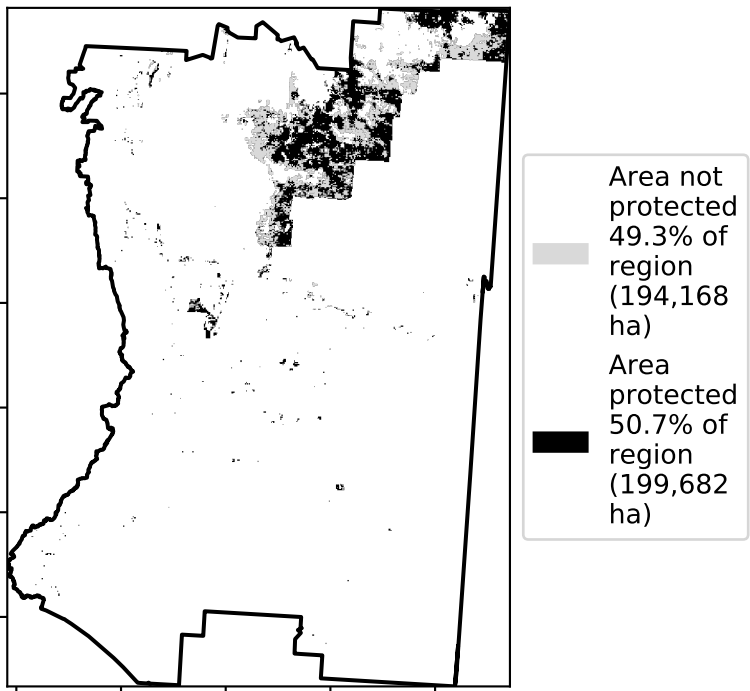 Area not
protected
49.3% of
region
(194,168
ha)
Area
protected
50.7% of
region
(199,682
ha)